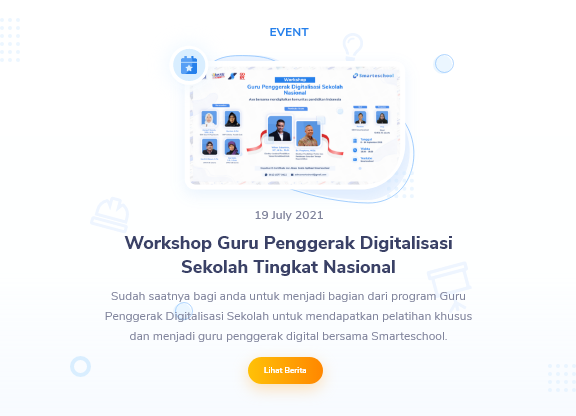 EVENT
Workshop
Smarteschool
Guru Penggerak Digitalisasi Sekolah
Nasional
19 July 2021
Workshop Guru Penggerak Digitalisasi
Sekolah Tingkat Nasional
Sudah saatnya bagi anda untuk menjadi bagian dari program Guru
Penggerak Digitalisasi Sekolah untuk mendapatkan pelatihan khusus
dan menjadi guru penggerak digital bersama Smarteschool.
Lihat Berita